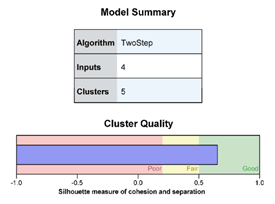 Model Summary
Algorithm TwoStep
Inputs 4
Clusters 5
Cluster Quality
Poor Fair Good
-1.0 -0.5 0.0 0.5 1.0
Silhouette measure of cohesion and separation